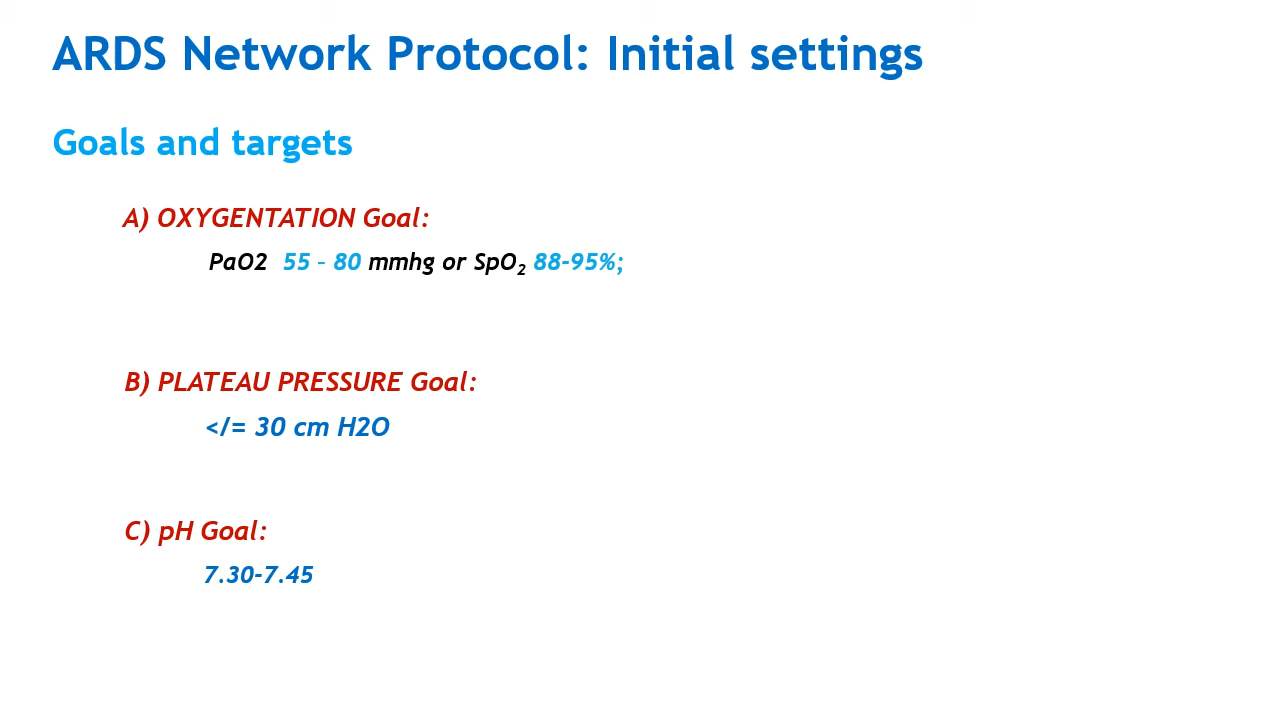 ARDS Network Protocol: Initial settings
Goals and targets
A) OXYGENTATION Goal:
PaO2 55 – 80 mmhg or SpO₂ 88-95%;
B) PLATEAU PRESSURE Goal:
</= 30 cm H2O
C) pH Goal:
7.30-7.45